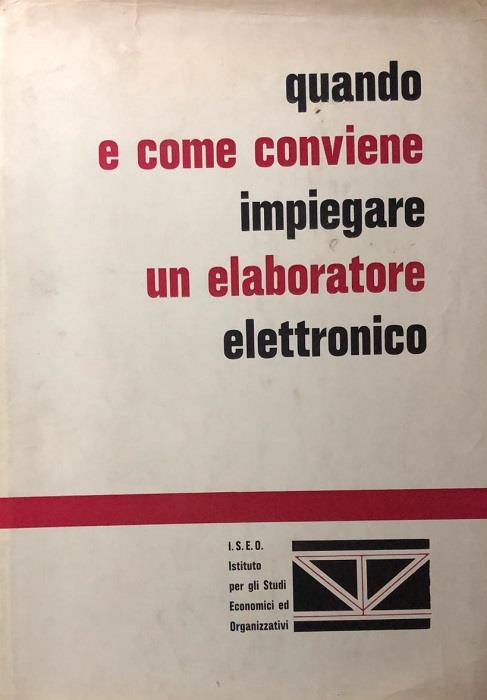 quando
e come conviene
impiegare
un elaboratore
elettronico
I.S.E.O.
Istituto
per gli Studi
Economici ed
Organizzativi